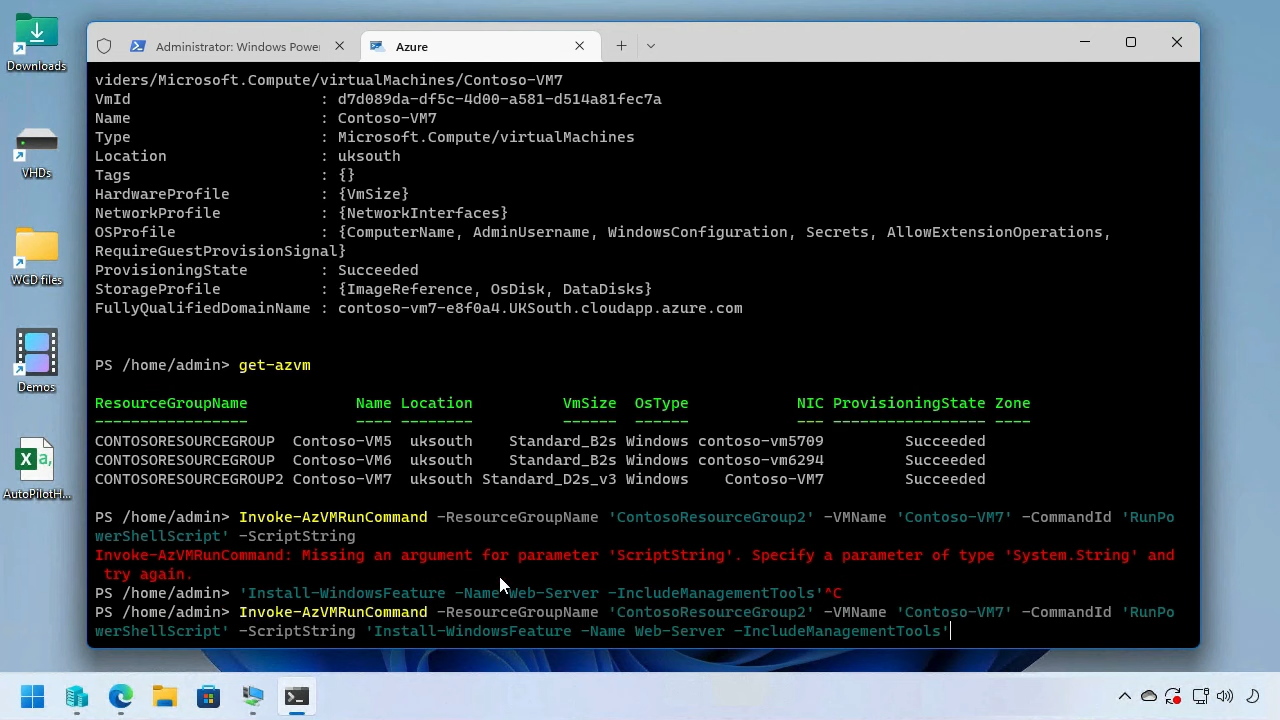 Downloads
VHDs
WCD files
Demos
AutoPilotH...
Administrator: Windows Power
Azure
viders/Microsoft.Compute/virtualMachines/Contoso-VM7
VmId : d7d089da-df5c-4d00-a581-d514a81fec7a
Name : Contoso-VM7
Type : Microsoft.Compute/virtualMachines
Location : uksouth
Tags : {}
HardwareProfile : {VmSize}
NetworkProfile : {NetworkInterfaces}
OSProfile : {ComputerName, AdminUsername, WindowsConfiguration, Secrets, AllowExtensionOperations,
RequireGuestProvisionSignal}
ProvisioningState : Succeeded
StorageProfile : {ImageReference, OsDisk, DataDisks}
FullyQualifiedDomainName : contoso-vm7-e8f0a4.UKSouth.cloudapp.azure.com
PS /home/admin> get-azvm
ResourceGroupName Name Location VmSize OsType NIC ProvisioningState Zone
----------------- ---- -------- ------ ------ --- ----------------- ----
CONTOSORESOURCEGROUP Contoso-VM5 uksouth Standard_B2s Windows contoso-vm5709 Succeeded
CONTOSORESOURCEGROUP Contoso-VM6 uksouth Standard_B2s Windows contoso-vm6294 Succeeded
CONTOSORESOURCEGROUP2 Contoso-VM7 uksouth Standard_D2s_v3 Windows Contoso-VM7 Succeeded
PS /home/admin> Invoke-AzVMRunCommand -ResourceGroupName 'ContosoResourceGroup2' -VMName 'Contoso-VM7' -CommandId 'RunPo
werShellScript' -ScriptString
Invoke-AzVMRunCommand: Missing an argument for parameter 'ScriptString'. Specify a parameter of type 'System.String' and
try again.
PS /home/admin> 'Install-WindowsFeature -Name Web-Server -IncludeManagementTools'^C
PS /home/admin> Invoke-AzVMRunCommand -ResourceGroupName 'ContosoResourceGroup2' -VMName 'Contoso-VM7' -CommandId 'RunPo
werShellScript' -ScriptString 'Install-WindowsFeature -Name Web-Server -IncludeManagementTools'